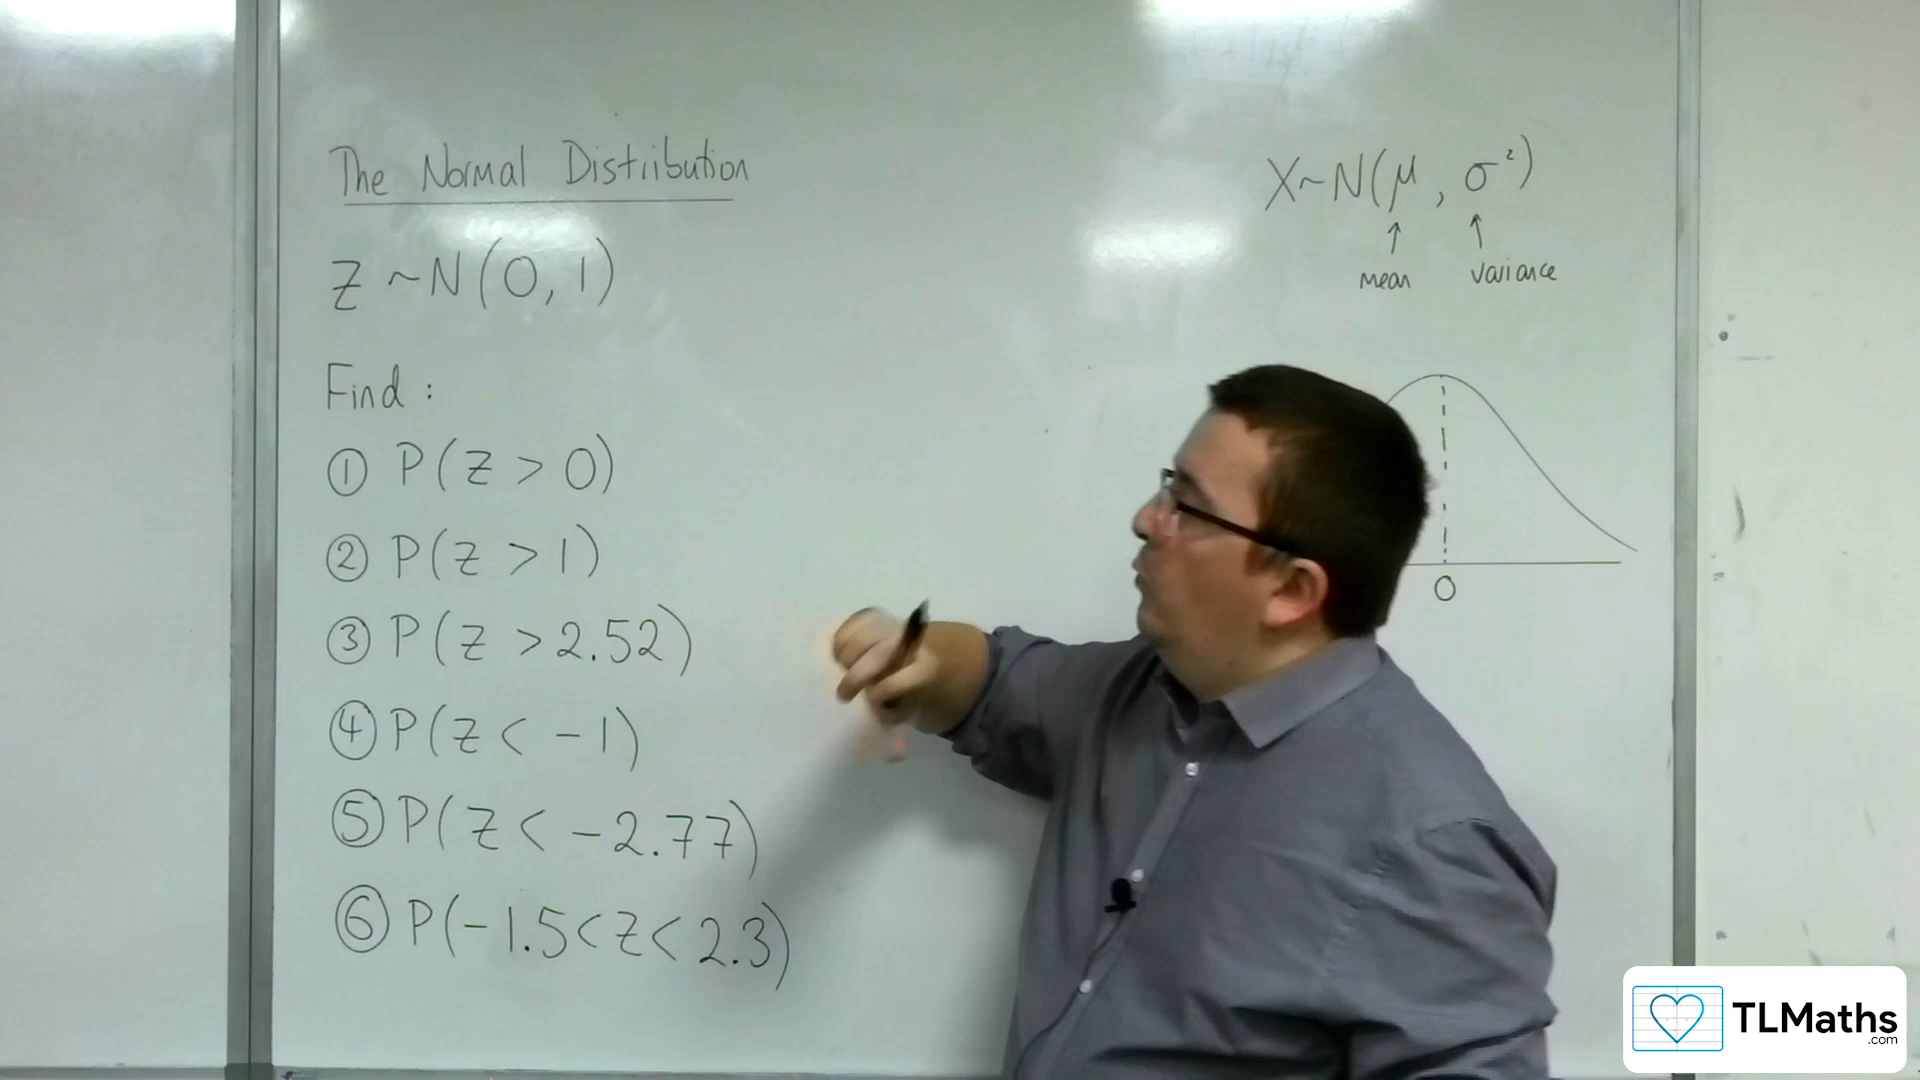 The Normal Distribution
Z ~ N(0, 1)
Find :
① P(Z > 0)
② P(Z > 1)
③ P(Z > 2.52)
④ P(Z < -1)
⑤ P(Z < -2.77)
⑥ P(-1.5 < Z < 2.3)
X ~ N(μ, σ²)
↑ ↑
mean variance
0
TLMaths
.com